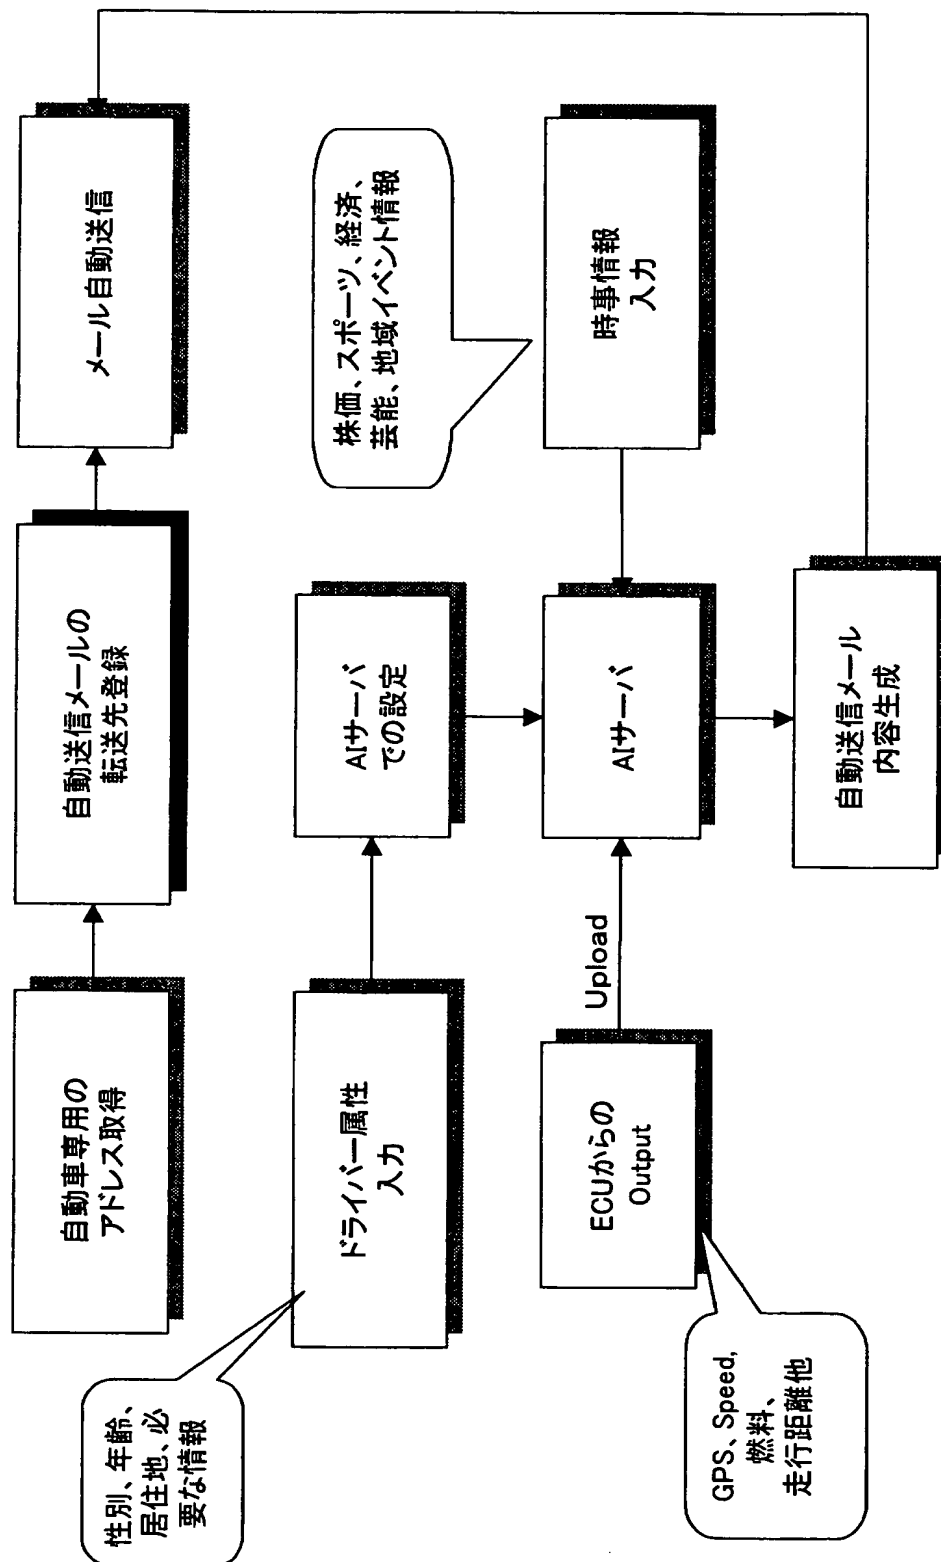 自動車専用の
アドレス取得
自動送信メールの
転送先登録
メール自動送信
性別、年齢、
居住地、必
要な情報
ドライバー属性
入力
AIサーバ
での設定
株価、スポーツ、経済、
芸能、地域イベント情報
ECUからの
Output
Upload
AIサーバ
時事情報
入力
GPS、Speed,
燃料、
走行距離他
自動送信メール
内容生成